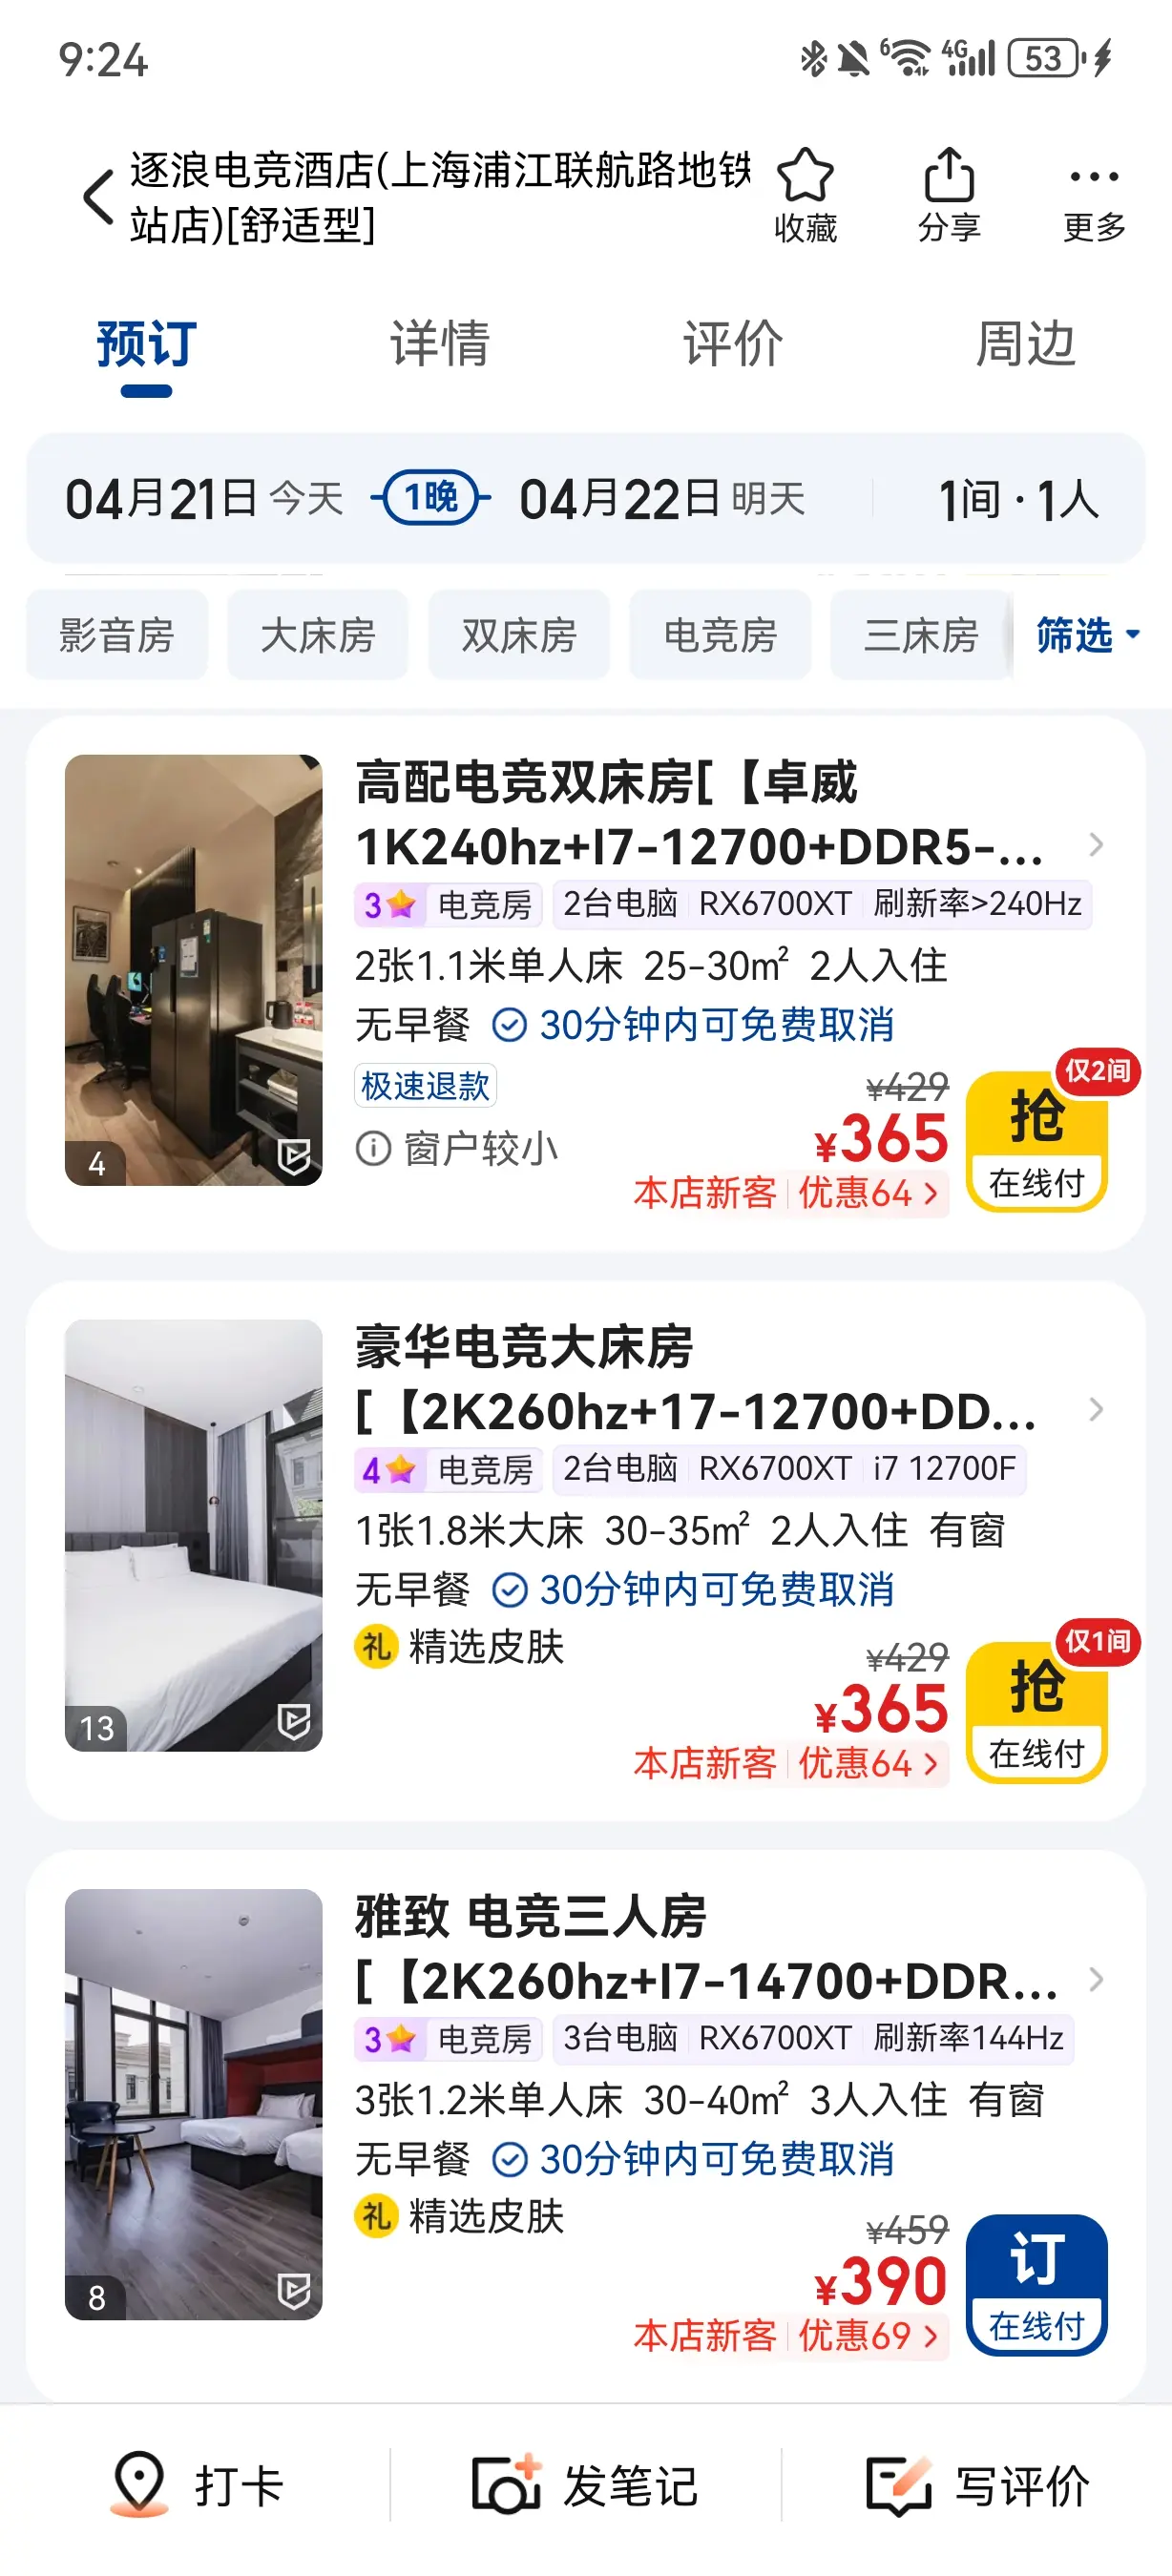 9:24
6 4G 53
逐浪电竞酒店(上海浦江联航路地铁
站店)[舒适型]
收藏 分享 更多
预订 详情 评价 周边
04月21日 今天 1晚 04月22日 明天 1间·1人
影音房 大床房 双床房 电竞房 三床房 筛选
高配电竞双床房[【卓威
1K240hz+I7-12700+DDR5-...
3 电竞房 2台电脑 RX6700XT 刷新率>240Hz
2张1.1米单人床 25-30m² 2人入住
无早餐 30分钟内可免费取消
极速退款
窗户较小
4
¥429
¥365
本店新客 优惠64
仅2间
抢
在线付
豪华电竞大床房
[【2K260hz+17-12700+DD...
4 电竞房 2台电脑 RX6700XT i7 12700F
1张1.8米大床 30-35m² 2人入住 有窗
无早餐 30分钟内可免费取消
礼 精选皮肤
13
¥429
¥365
本店新客 优惠64
仅1间
抢
在线付
雅致 电竞三人房
[【2K260hz+I7-14700+DDR...
3 电竞房 3台电脑 RX6700XT 刷新率144Hz
3张1.2米单人床 30-40m² 3人入住 有窗
无早餐 30分钟内可免费取消
礼 精选皮肤
8
¥459
¥390
本店新客 优惠69
订
在线付
打卡 发笔记 写评价